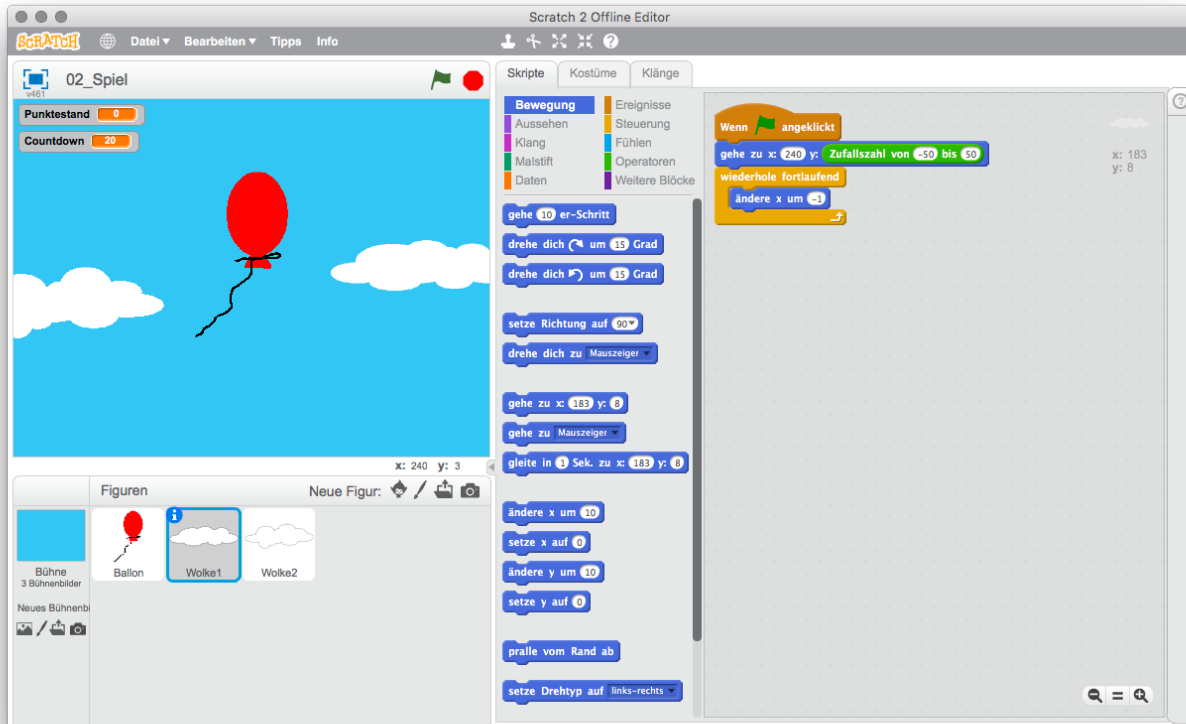 Scratch 2 Offline Editor
SCRATCH Datei Bearbeiten Tipps Info
02_Spiel
v461
Punktestand 0
Countdown 20
x: 240 y: 3
Figuren Neue Figur:
Bühne
3 Bühnenbilder
Neues Bühnenbi
Ballon
Wolke1
Wolke2
Skripte Kostüme Klänge
Bewegung Ereignisse
Aussehen Steuerung
Klang Fühlen
Malstift Operatoren
Daten Weitere Blöcke
gehe 10 er-Schritt
drehe dich um 15 Grad
drehe dich um 15 Grad
setze Richtung auf 90
drehe dich zu Mauszeiger
gehe zu x: 183 y: 8
gehe zu Mauszeiger
gleite in 1 Sek. zu x: 183 y: 8
ändere x um 10
setze x auf 0
ändere y um 10
setze y auf 0
pralle vom Rand ab
setze Drehtyp auf links-rechts
Wenn angeklickt
gehe zu x: 240 y: Zufallszahl von -50 bis 50
wiederhole fortlaufend
ändere x um -1
x: 183
y: 8